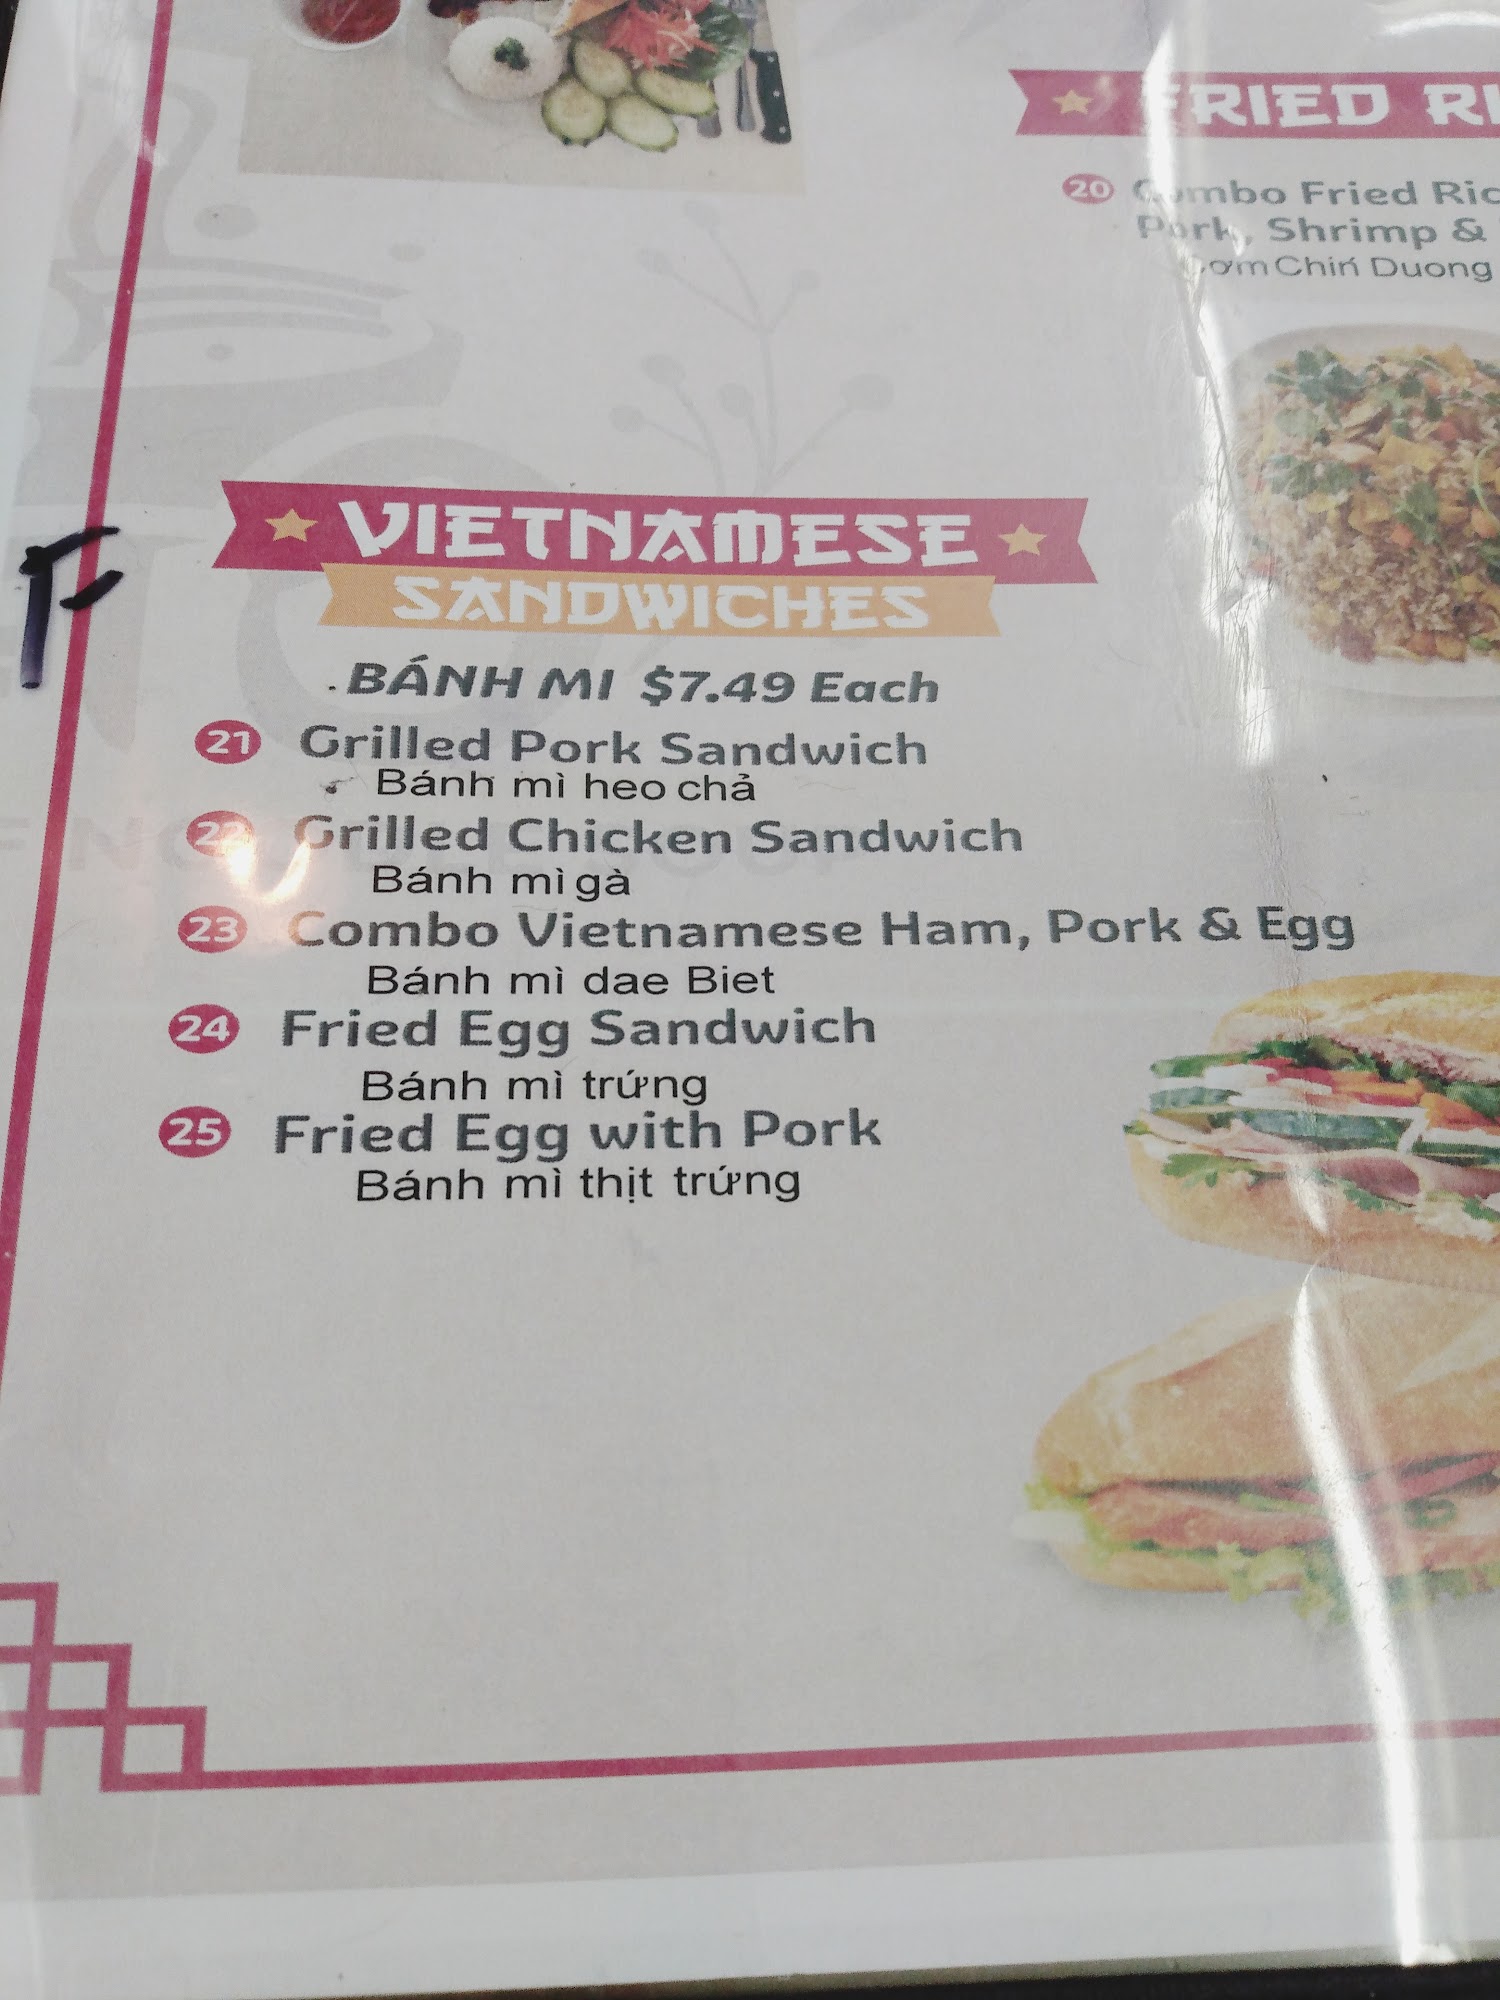 VIETNAMESE
SANDWICHES
BÁNH MI $7.49 Each
21 Grilled Pork Sandwich
Bánh mì heo chả
22 Grilled Chicken Sandwich
Bánh mì gà
23 Combo Vietnamese Ham, Pork & Egg
Bánh mì dae Biet
24 Fried Egg Sandwich
Bánh mì trứng
25 Fried Egg with Pork
Bánh mì thịt trứng
FRIED
20 Combo Fried
Pork, Shrimp &
Cơm Chiń Duong